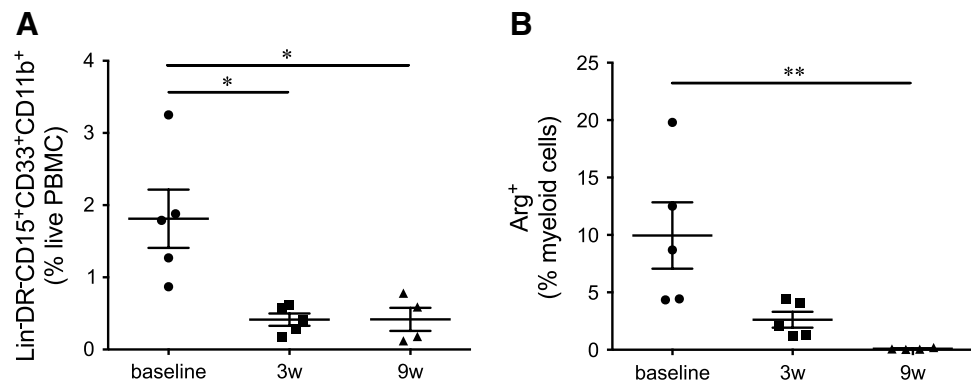 A
Lin-DR-CD15+CD33+CD11b+
(% live PBMC)
4
3
2
1
0
*
*
baseline
3w
9w
B
Arg+
(% myeloid cells)
25
20
15
10
5
0
**
baseline
3w
9w